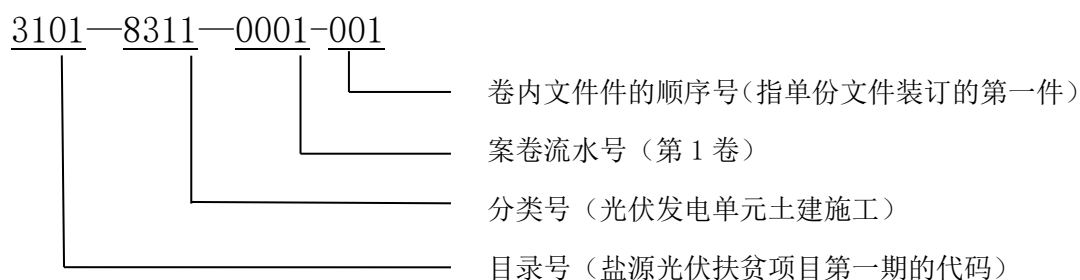 3101—8311—0001-001
卷内文件件的顺序号（指单份文件装订的第一件）
案卷流水号（第 1 卷）
分类号（光伏发电单元土建施工）
目录号（盐源光伏扶贫项目第一期的代码）